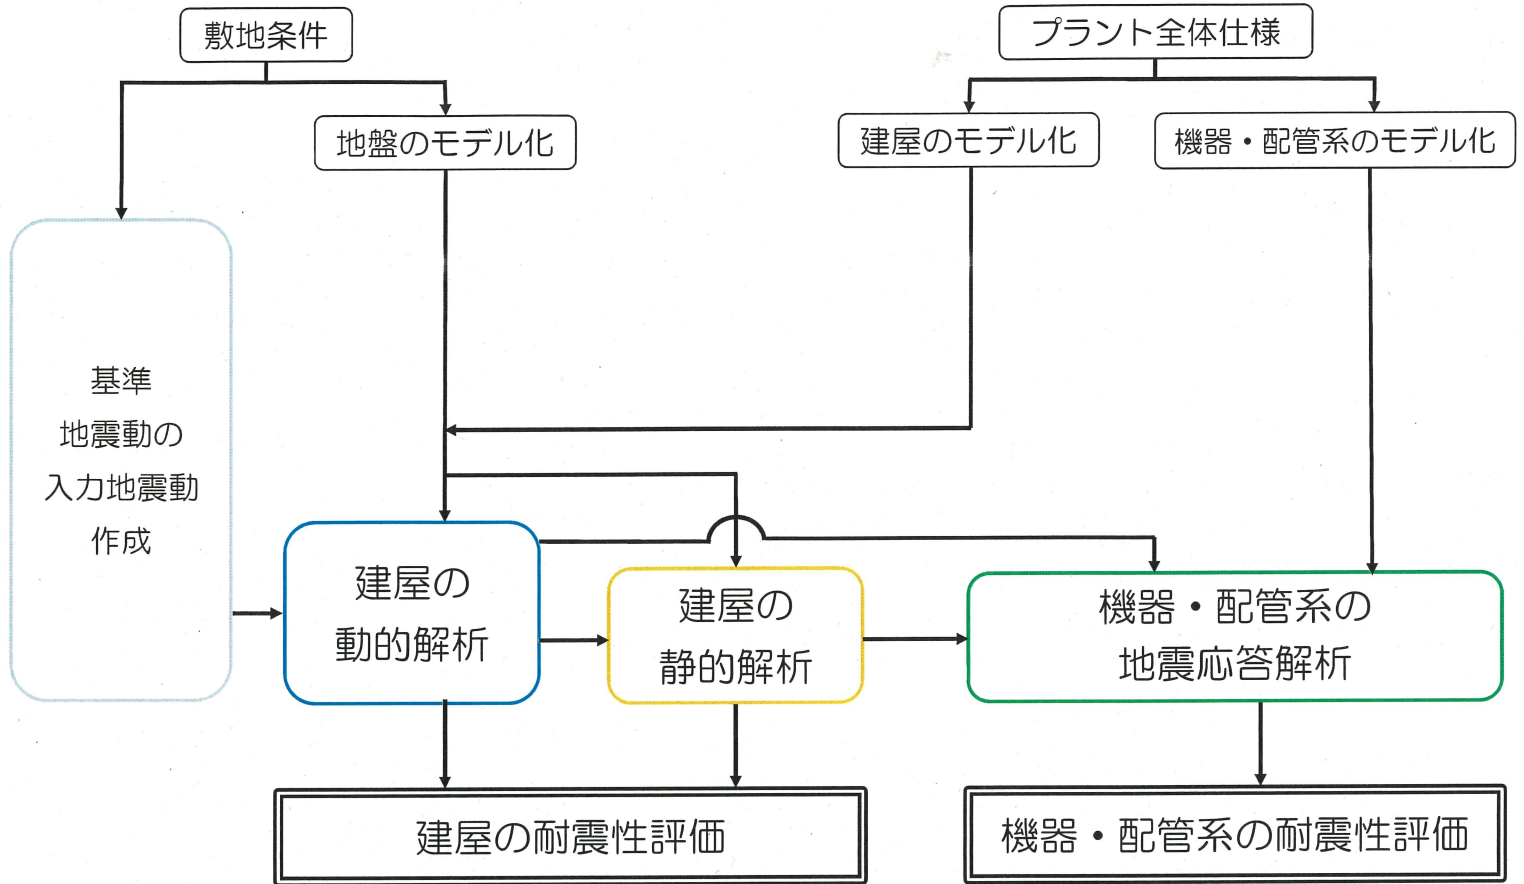 敷地条件
プラント全体仕様
地盤のモデル化
建屋のモデル化
機器・配管系のモデル化
基準
地震動の
入力地震動
作成
建屋の
動的解析
建屋の
静的解析
機器・配管系の
地震応答解析
建屋の耐震性評価
機器・配管系の耐震性評価